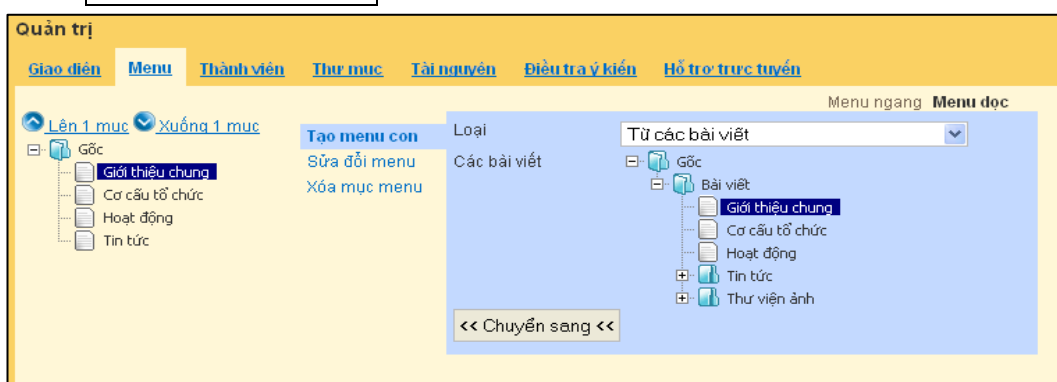 Quản trị
Giao diện Menu Thành viên Thư mục Tài nguyên Điều tra ý kiến Hỗ trợ trực tuyến
Menu ngang Menu dọc
Lên 1 mục Xuống 1 mục
Gốc
Giới thiệu chung
Cơ cấu tổ chức
Hoạt động
Tin tức
Tạo menu con
Sửa đổi menu
Xóa mục menu
Loại Từ các bài viết
Các bài viết
Gốc
Bài viết
Giới thiệu chung
Cơ cấu tổ chức
Hoạt động
Tin tức
Thư viện ảnh
<< Chuyển sang <<